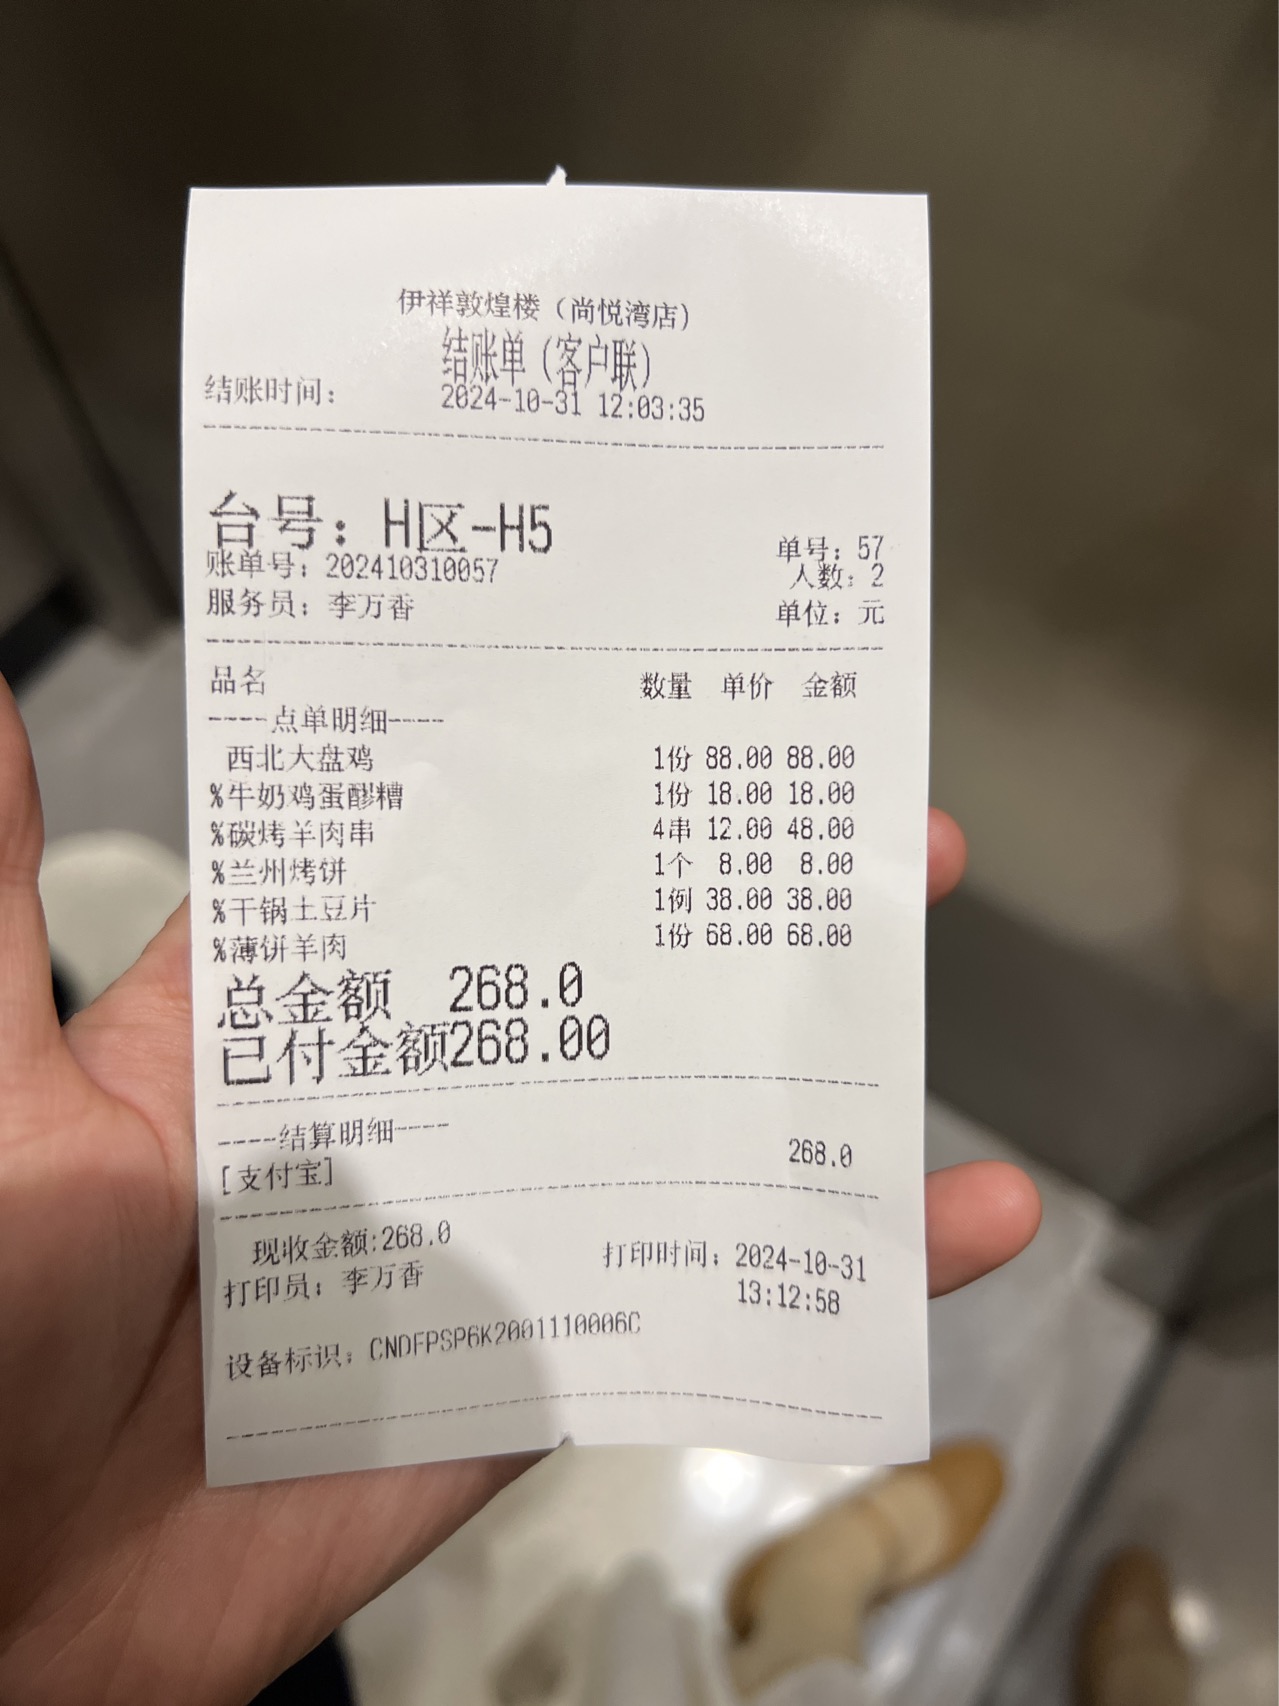 伊祥敦煌楼（尚悦湾店）
结账单（客户联）
结账时间： 2024-10-31 12:03:35
台号：H区-H5
单号：57
账单号：202410310057 人数：2
服务员：李万香 单位：元
品名 数量 单价 金额
----点单明细----
西北大盘鸡 1份 88.00 88.00
%牛奶鸡蛋醪糟 1份 18.00 18.00
%碳烤羊肉串 4串 12.00 48.00
%兰州烤饼 1个 8.00 8.00
%干锅土豆片 1例 38.00 38.00
%薄饼羊肉 1份 68.00 68.00
总金额 268.0
已付金额268.00
----结算明细----
[支付宝] 268.0
现收金额:268.0
打印员：李万香 打印时间：2024-10-31
13:12:58
设备标识：CNDFPSP6K2001110006C